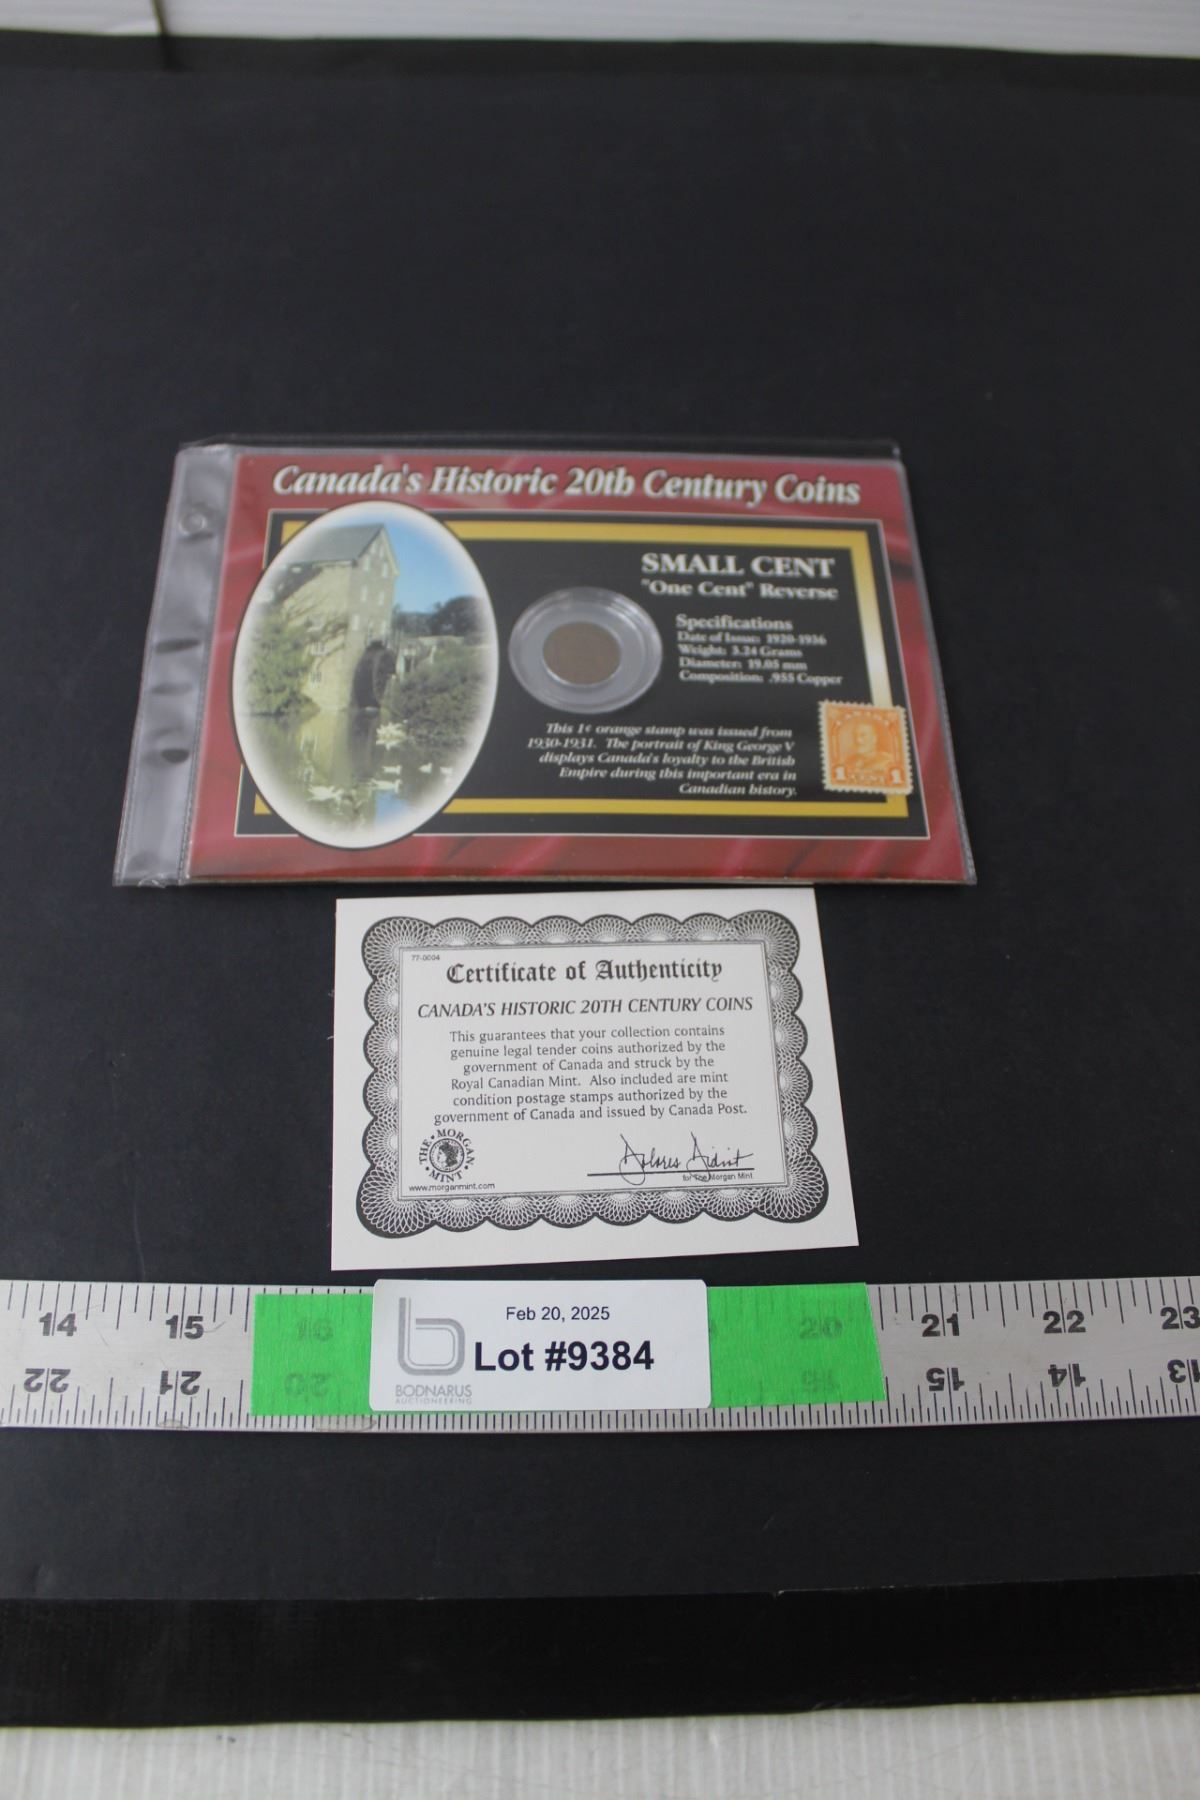 Canada's Historic 20th Century Coins
SMALL CENT
"One Cent" Reverse
Specifications
Date of Issue: 1920-1936
Weight: 3.24 Grams
Diameter: 19.05 mm
Composition: .955 Copper
This 1¢ orange stamp was issued from
1930-1931. The portrait of King George V
displays Canada's loyalty to the British
Empire during this important era in
Canadian history.
CANADA
1 CENT 1
77-0004
Certificate of Authenticity
CANADA'S HISTORIC 20TH CENTURY COINS
This guarantees that your collection contains
genuine legal tender coins authorized by the
government of Canada and struck by the
Royal Canadian Mint. Also included are mint
condition postage stamps authorized by the
government of Canada and issued by Canada Post.
THE • MORGAN • MINT •
www.morganmint.com
for The Morgan Mint
14 15 16 20 21 22 23
Feb 20, 2025
Lot #9384
BODNARUS
AUCTIONEERING
22 21 20 16 15 14 13